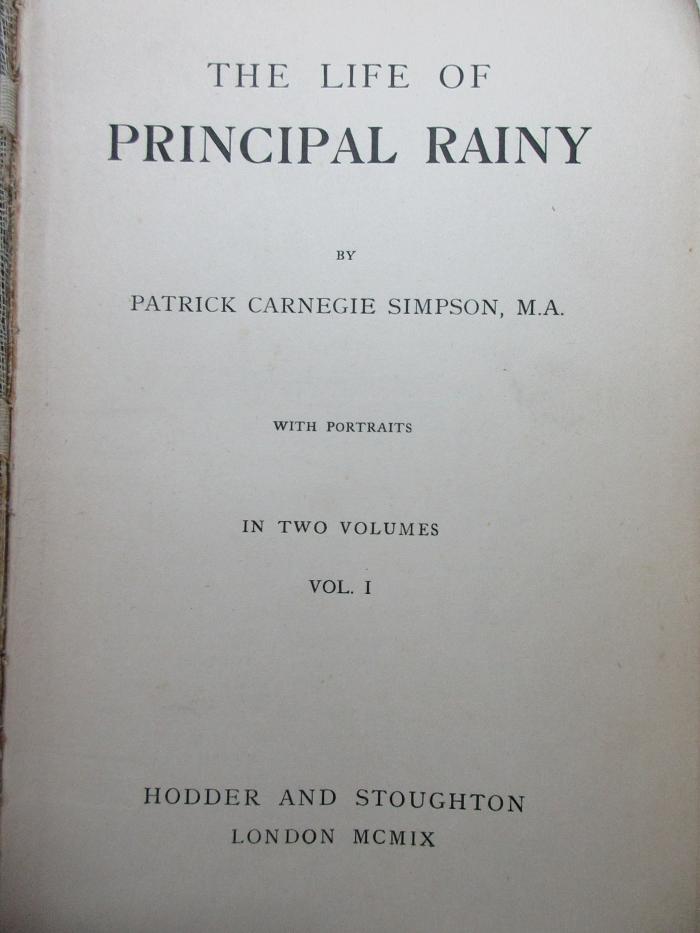 THE LIFE OF
PRINCIPAL RAINY
BY
PATRICK CARNEGIE SIMPSON, M.A.
WITH PORTRAITS
IN TWO VOLUMES
VOL. I
HODDER AND STOUGHTON
LONDON MCMIX